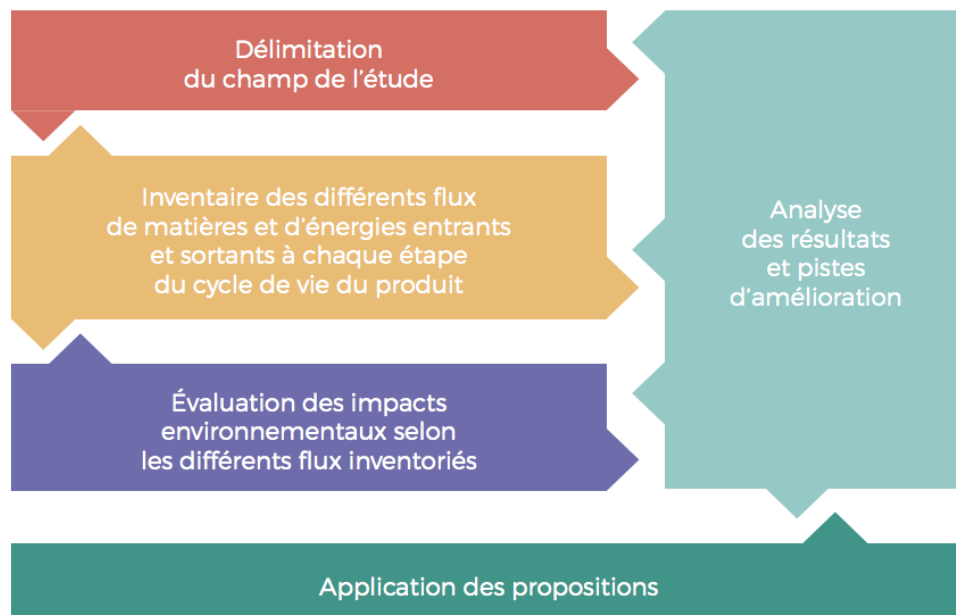 Délimitation
du champ de l’étude
Inventaire des différents flux
de matières et d’énergies entrants
et sortants à chaque étape
du cycle de vie du produit
Évaluation des impacts
environnementaux selon
les différents flux inventoriés
Analyse
des résultats
et pistes
d’amélioration
Application des propositions